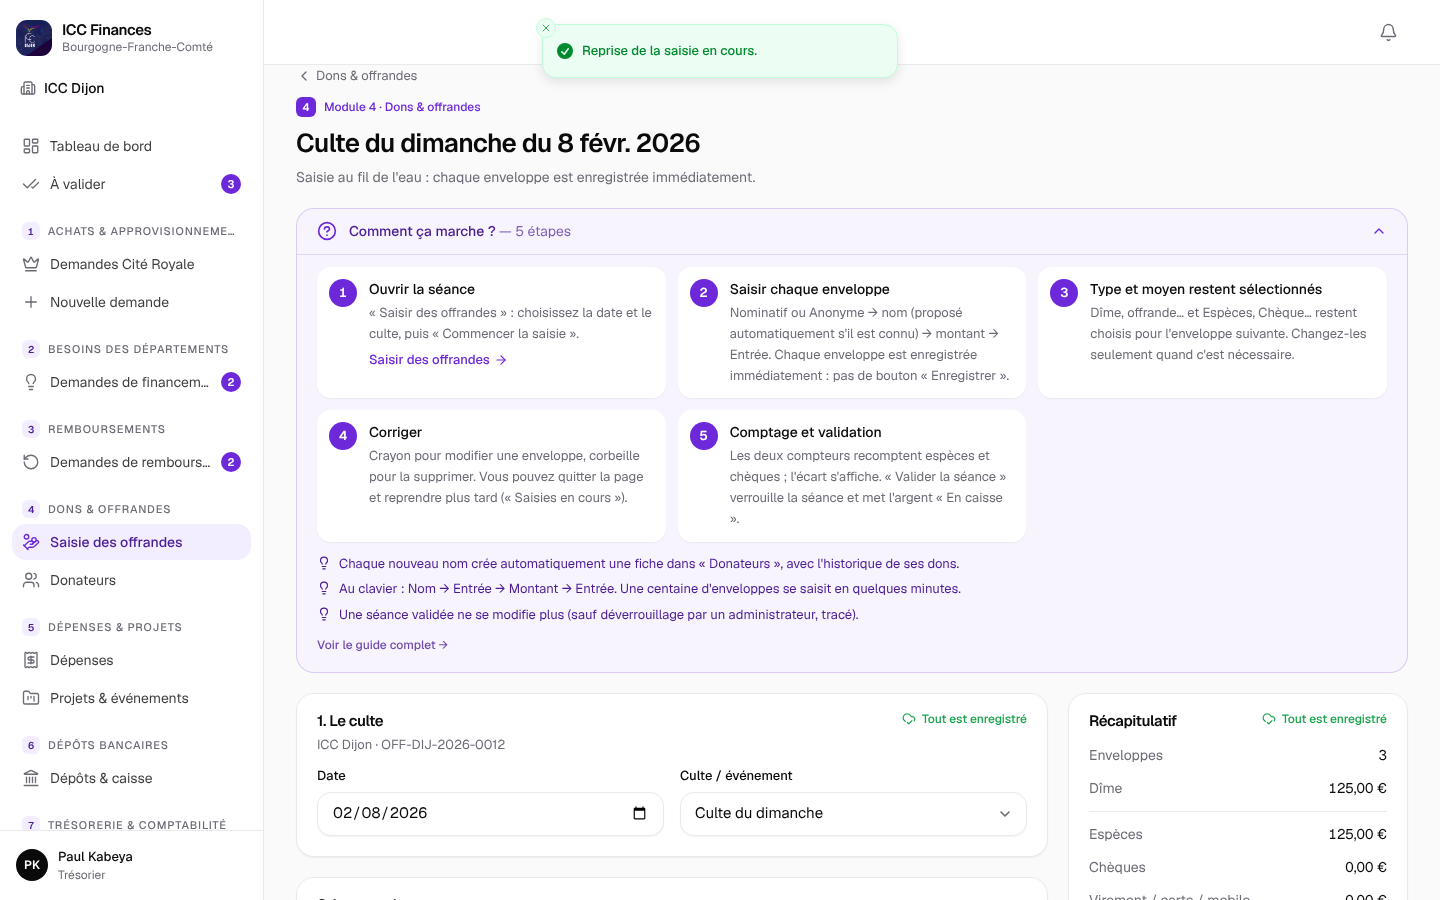 ICC Finances
Bourgogne-Franche-Comté
ICC Dijon
Tableau de bord
À valider
3
1 ACHATS & APPROVISIONNEME…
Demandes Cité Royale
Nouvelle demande
2 BESOINS DES DÉPARTEMENTS
Demandes de financem…
2
3 REMBOURSEMENTS
Demandes de rembours…
2
4 DONS & OFFRANDES
Saisie des offrandes
Donateurs
5 DÉPENSES & PROJETS
Dépenses
Projets & événements
6 DÉPÔTS BANCAIRES
Dépôts & caisse
7 TRÉSORERIE & COMPTABILITÉ
PK
Paul Kabeya
Trésorier
Reprise de la saisie en cours.
Dons & offrandes
4 Module 4 · Dons & offrandes
Culte du dimanche du 8 févr. 2026
Saisie au fil de l'eau : chaque enveloppe est enregistrée immédiatement.
Comment ça marche ? — 5 étapes
1 Ouvrir la séance
« Saisir des offrandes » : choisissez la date et le
culte, puis « Commencer la saisie ».
Saisir des offrandes →
2 Saisir chaque enveloppe
Nominatif ou Anonyme → nom (proposé
automatiquement s'il est connu) → montant →
Entrée. Chaque enveloppe est enregistrée
immédiatement : pas de bouton « Enregistrer ».
3 Type et moyen restent sélectionnés
Dîme, offrande… et Espèces, Chèque… restent
choisis pour l'enveloppe suivante. Changez-les
seulement quand c'est nécessaire.
4 Corriger
Crayon pour modifier une enveloppe, corbeille
pour la supprimer. Vous pouvez quitter la page
et reprendre plus tard (« Saisies en cours »).
5 Comptage et validation
Les deux compteurs recomptent espèces et
chèques ; l'écart s'affiche. « Valider la séance »
verrouille la séance et met l'argent « En caisse
».
Chaque nouveau nom crée automatiquement une fiche dans « Donateurs », avec l'historique de ses dons.
Au clavier : Nom → Entrée → Montant → Entrée. Une centaine d'enveloppes se saisit en quelques minutes.
Une séance validée ne se modifie plus (sauf déverrouillage par un administrateur, tracé).
Voir le guide complet →
1. Le culte
Tout est enregistré
ICC Dijon · OFF-DIJ-2026-0012
Date
02/08/2026
Culte / événement
Culte du dimanche
Récapitulatif
Tout est enregistré
Enveloppes 3
Dîme 125,00 €
Espèces 125,00 €
Chèques 0,00 €
Virement / carte / mobile 0,00 €